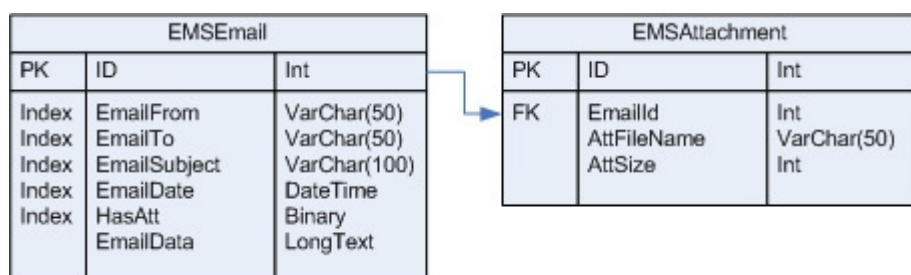 EMSEmail
PK ID Int
Index EmailFrom VarChar(50)
Index EmailTo VarChar(50)
Index EmailSubject VarChar(100)
Index EmailDate DateTime
Index HasAtt Binary
EmailData LongText
EMSAttachment
PK ID Int
FK EmailId Int
AttFileName VarChar(50)
AttSize Int